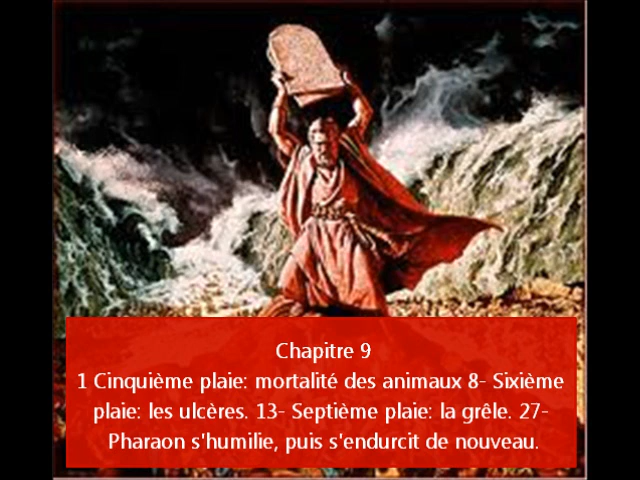 Chapitre 9
1 Cinquième plaie: mortalité des animaux 8- Sixième
plaie: les ulcères. 13- Septième plaie: la grêle. 27-
Pharaon s'humilie, puis s'endurcit de nouveau.